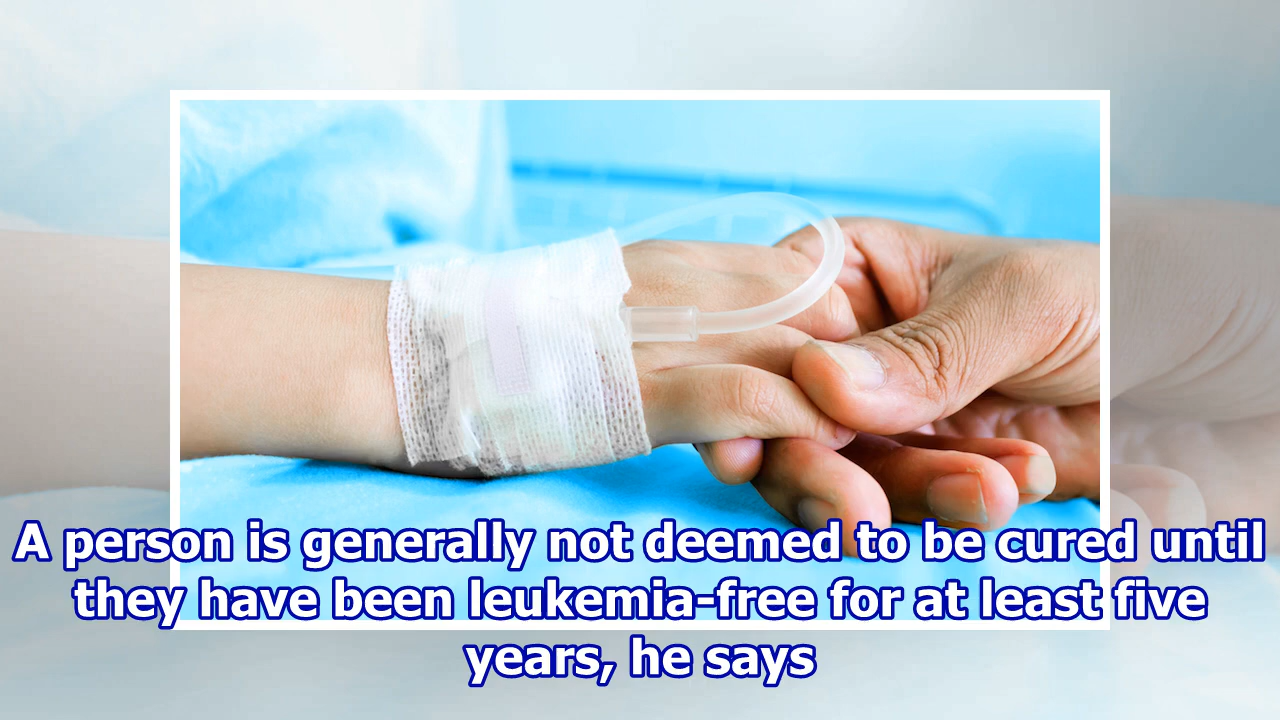 A person is generally not deemed to be cured until
they have been leukemia-free for at least five
years, he says